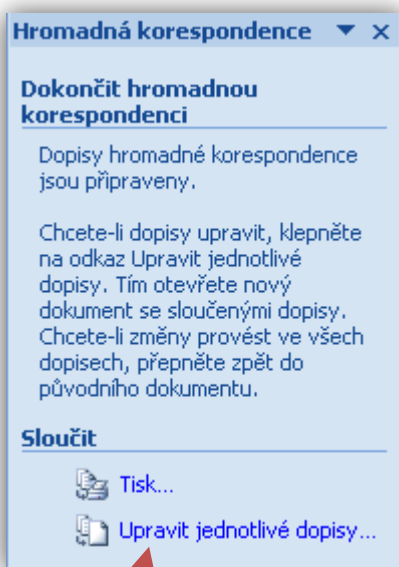 Hromadná korespondence
Dokončit hromadnou
korespondenci
Dopisy hromadné korespondence
jsou připraveny.
Chcete-li dopisy upravit, klepněte
na odkaz Upravit jednotlivé
dopisy. Tím otevřete nový
dokument se sloučenými dopisy.
Chcete-li změny provést ve všech
dopisech, přepněte zpět do
původního dokumentu.
Sloučit
Tisk...
Upravit jednotlivé dopisy...